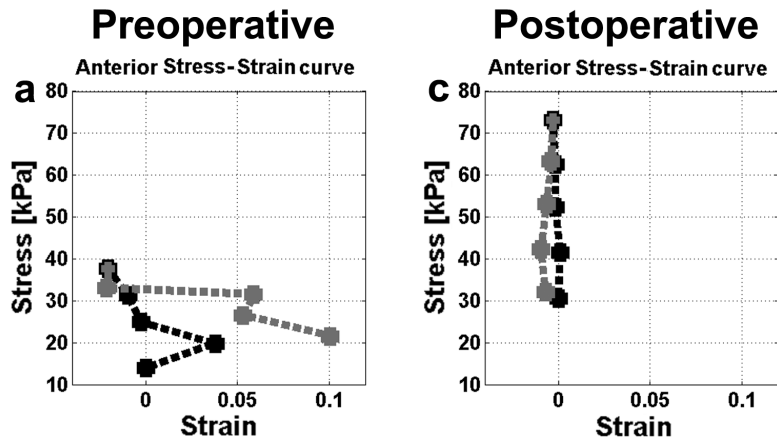 Preoperative
Postoperative
a
Anterior Stress-Strain curve
c
Anterior Stress-Strain curve
Stress [kPa]
80
70
60
50
40
30
20
10
0
0.05
0.1
Strain
Stress [kPa]
80
70
60
50
40
30
20
10
0
0.05
0.1
Strain